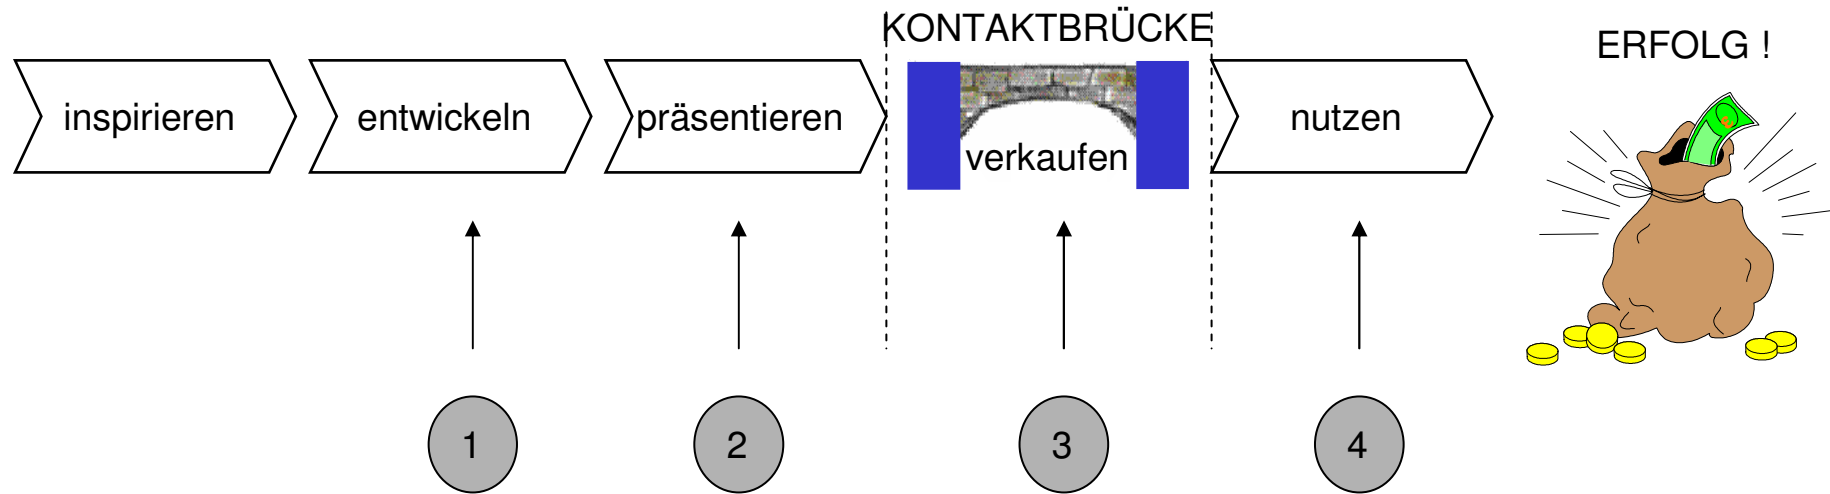 KONTAKTBRÜCKE
ERFOLG !
inspirieren
entwickeln
präsentieren
verkaufen
nutzen
1
2
3
4